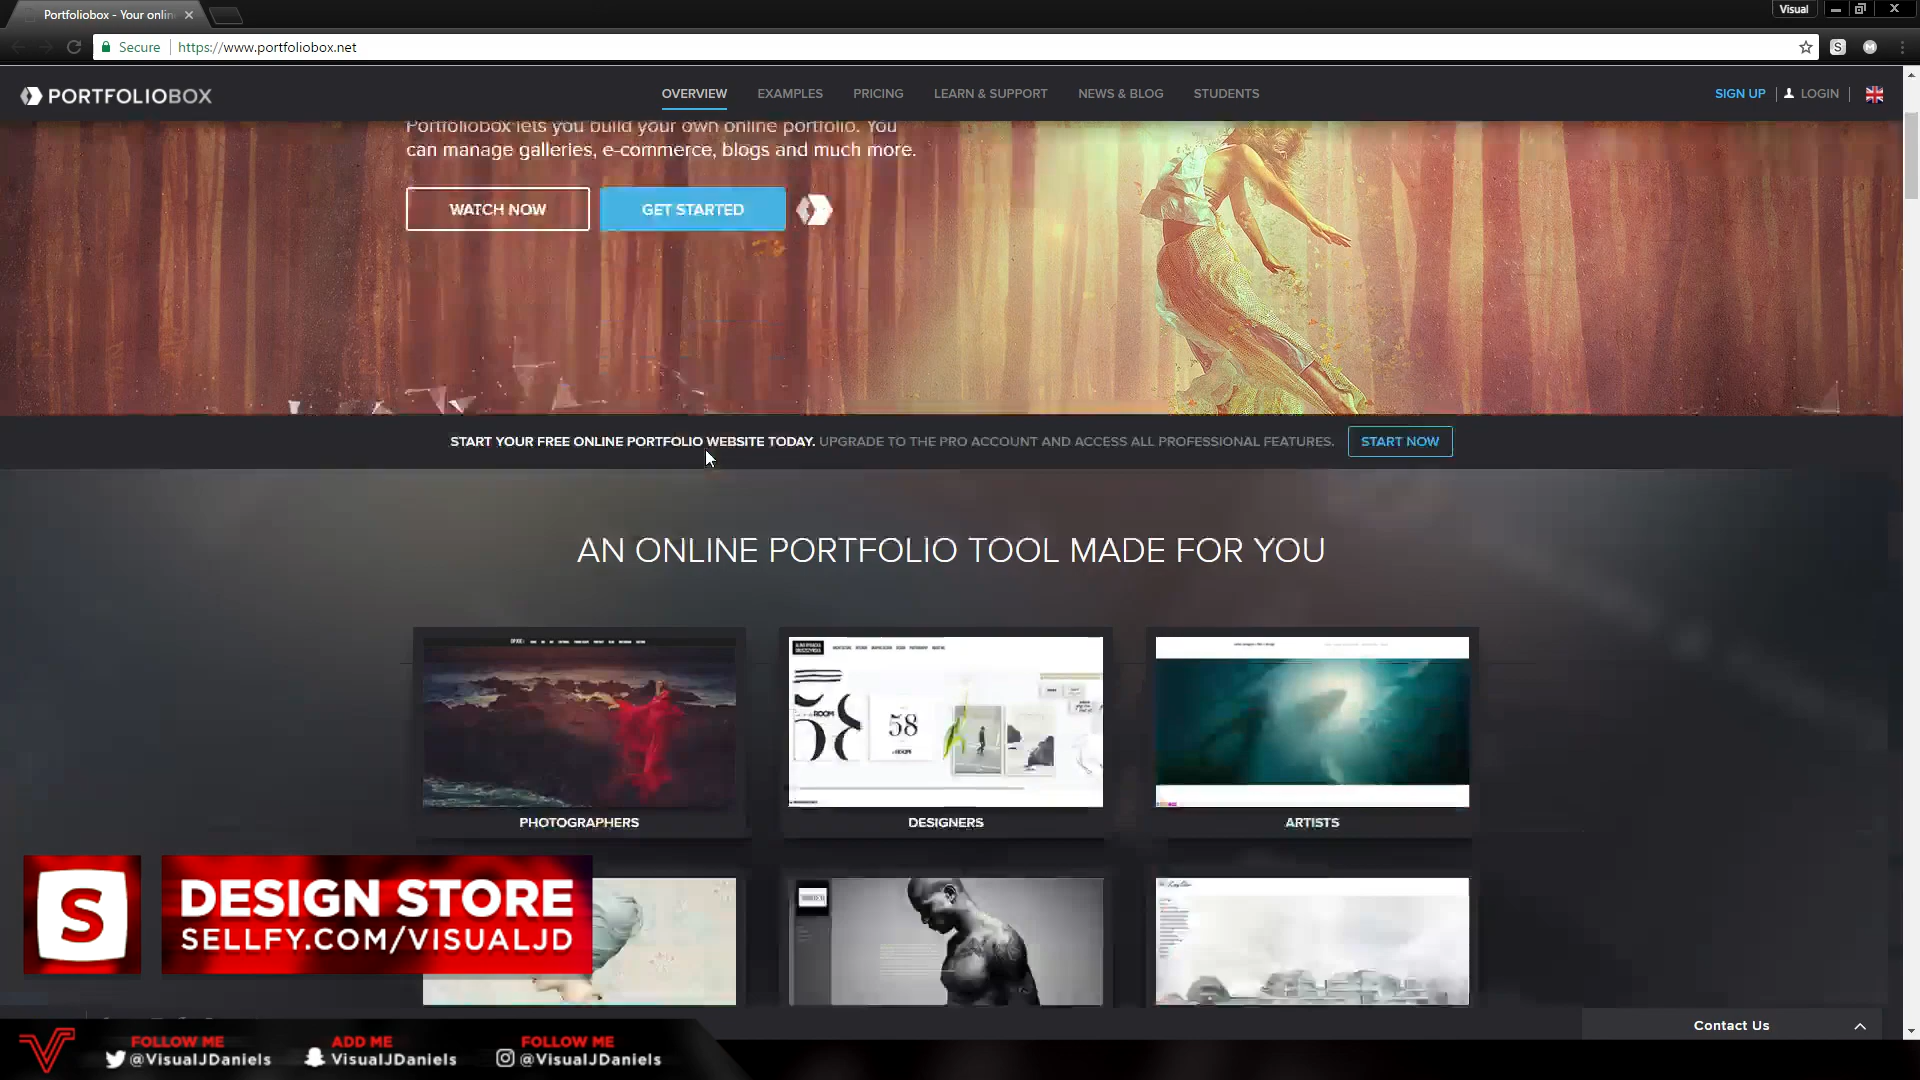 Portfoliobox - Your onlin
Visual
Secure
https://www.portfoliobox.net
S
M
PORTFOLIOBOX
OVERVIEW
EXAMPLES
PRICING
LEARN & SUPPORT
NEWS & BLOG
STUDENTS
SIGN UP
LOGIN
Portfoliobox lets you build your own online portfolio. You
can manage galleries, e-commerce, blogs and much more.
WATCH NOW
GET STARTED
START YOUR FREE ONLINE PORTFOLIO WEBSITE TODAY. UPGRADE TO THE PRO ACCOUNT AND ACCESS ALL PROFESSIONAL FEATURES.
START NOW
AN ONLINE PORTFOLIO TOOL MADE FOR YOU
58
ROOM
58
PHOTOGRAPHERS
DESIGNERS
ARTISTS
S
DESIGN STORE
SELLFY.COM/VISUALJD
Contact Us
FOLLOW ME
@VisualJDaniels
ADD ME
VisualJDaniels
FOLLOW ME
@VisualJDaniels